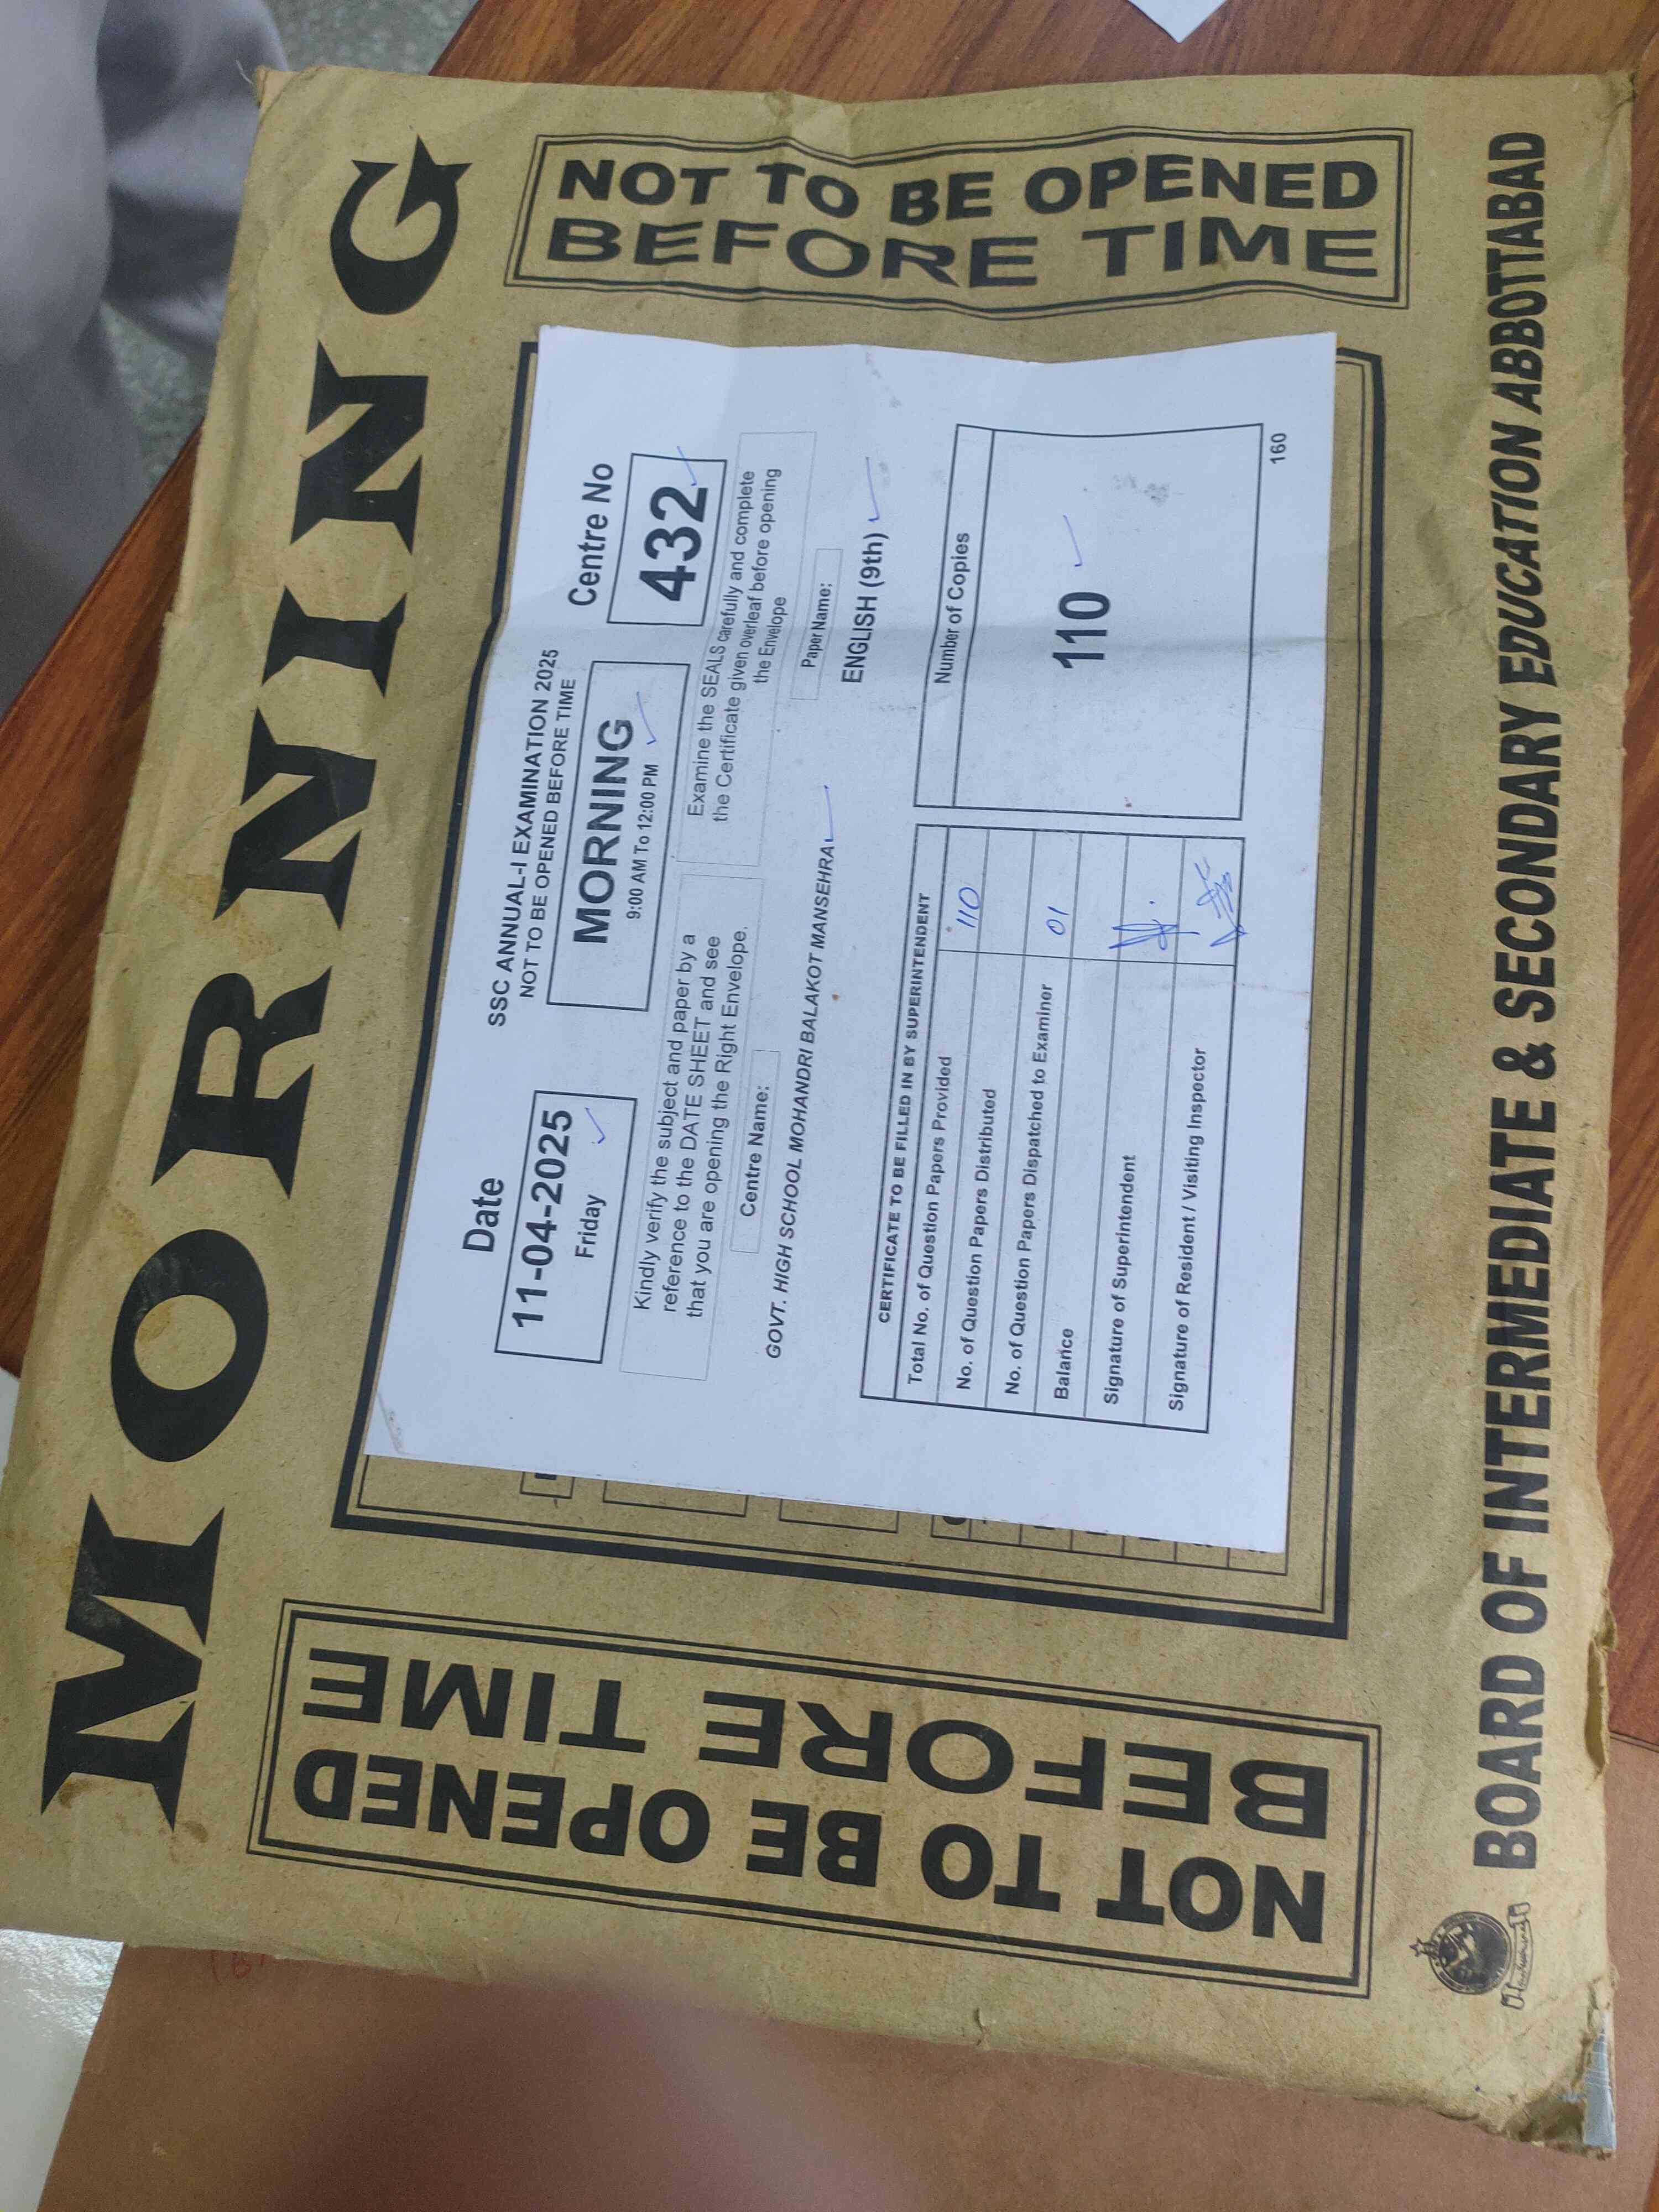 MORNING
NOT TO BE OPENED
BEFORE TIME
SSC ANNUAL-I EXAMINATION 2025
NOT TO BE OPENED BEFORE TIME
Date
11-04-2025
Friday
MORNING
9:00 AM To 12:00 PM
Centre No
432
Kindly verify the subject and paper by a
reference to the DATE SHEET and see
that you are opening the Right Envelope.
Examine the SEALS carefully and complete
the Certificate given overleaf before opening
the Envelope
Centre Name:
GOVT. HIGH SCHOOL MOHANDRI BALAKOT MANSEHRA
Paper Name:
ENGLISH (9th)
CERTIFICATE TO BE FILLED IN BY SUPERINTENDENT
Total No. of Question Papers Provided 110
No. of Question Papers Distributed
No. of Question Papers Dispatched to Examiner 01
Balance
Signature of Superintendent
Signature of Resident / Visiting Inspector
Number of Copies
110
160
NOT TO BE OPENED
BEFORE TIME
BOARD OF INTERMEDIATE & SECONDARY EDUCATION ABBOTTABAD